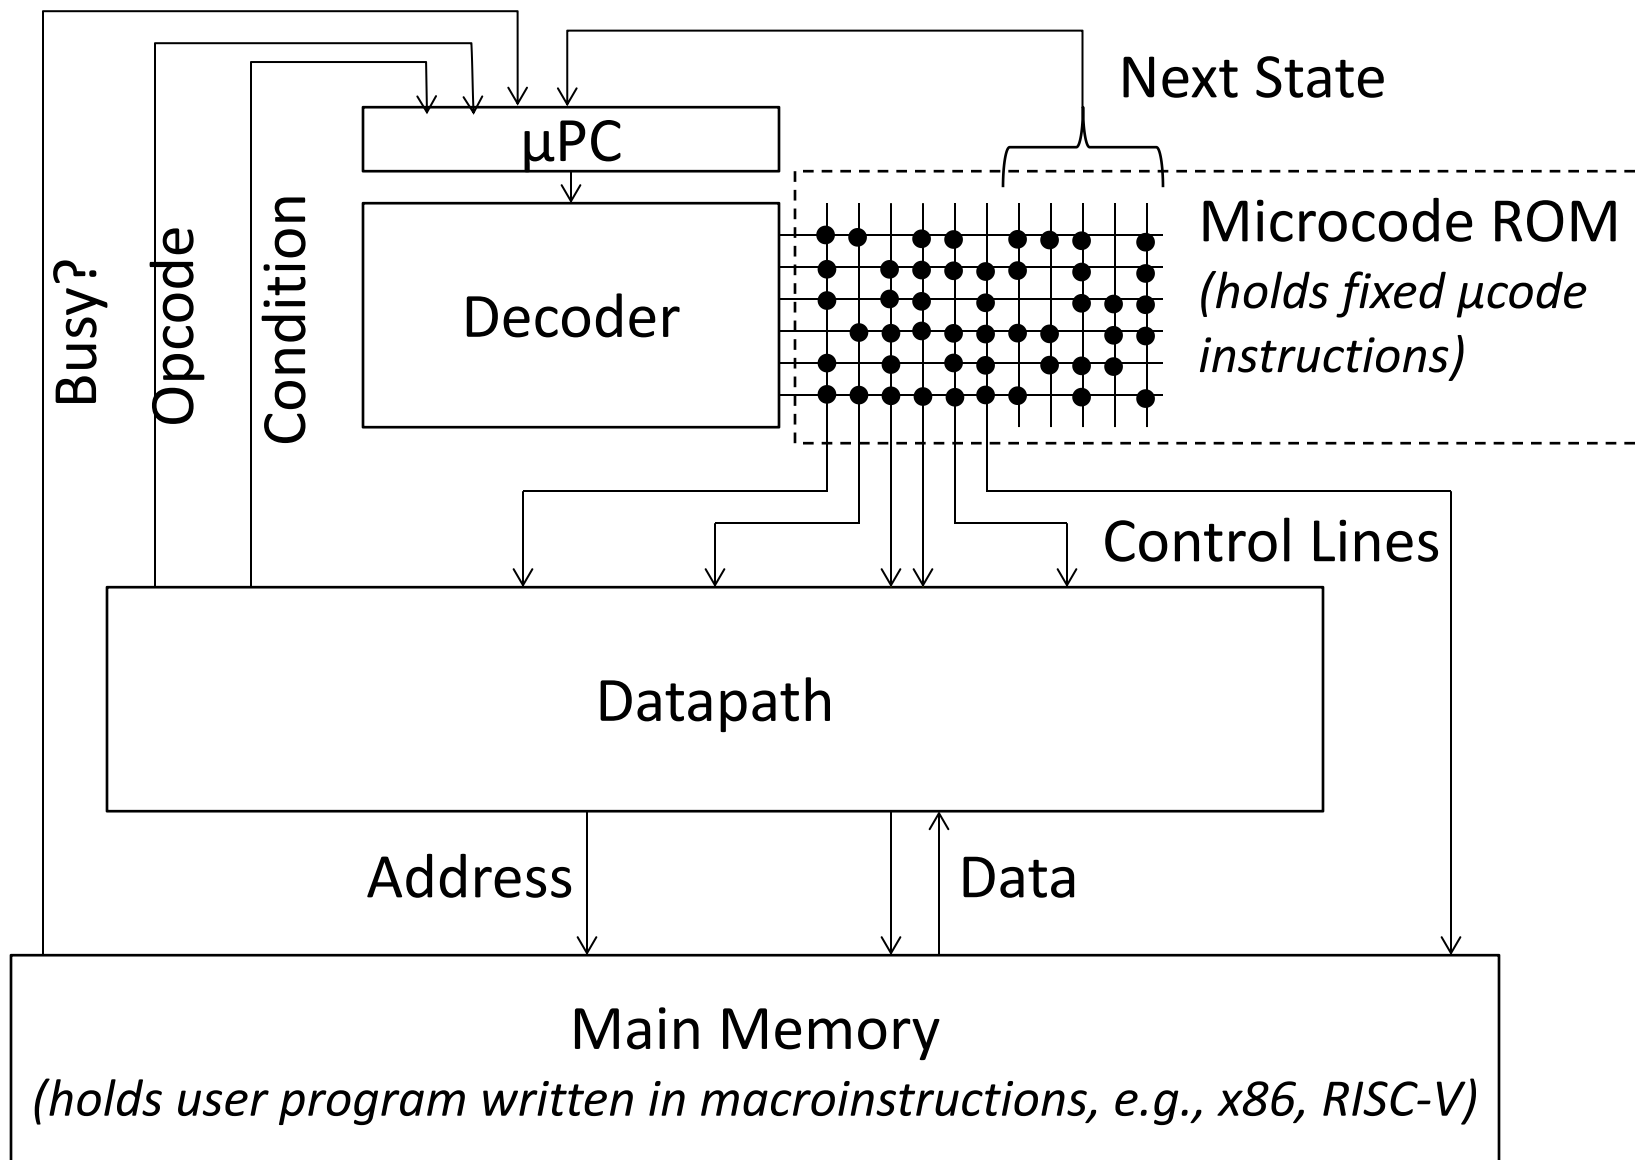 Next State
µPC
Microcode ROM
(holds fixed µcode
instructions)
Decoder
Busy?
Opcode
Condition
Control Lines
Datapath
Address
Data
Main Memory
(holds user program written in macroinstructions, e.g., x86, RISC-V)